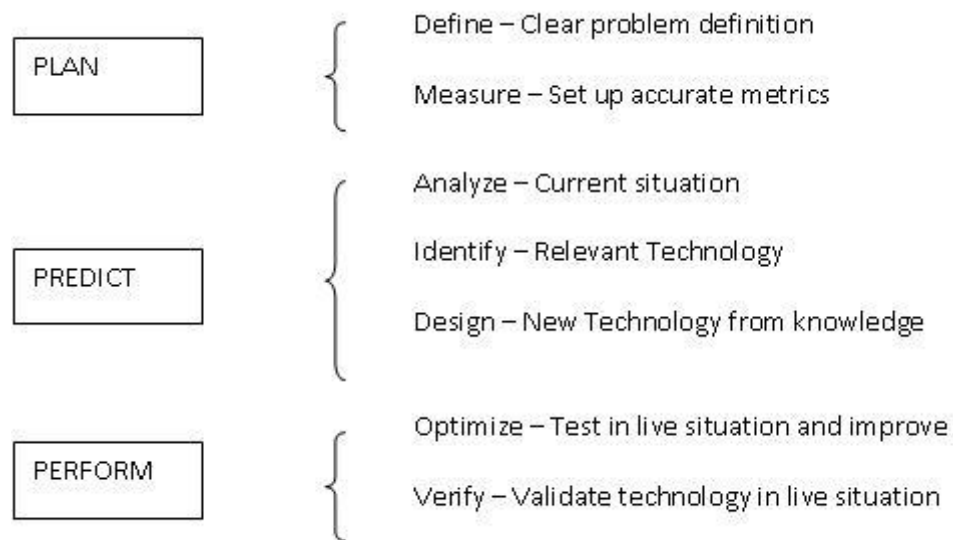 PLAN
Define – Clear problem definition
Measure – Set up accurate metrics
PREDICT
Analyze – Current situation
Identify – Relevant Technology
Design – New Technology from knowledge
PERFORM
Optimize – Test in live situation and improve
Verify – Validate technology in live situation